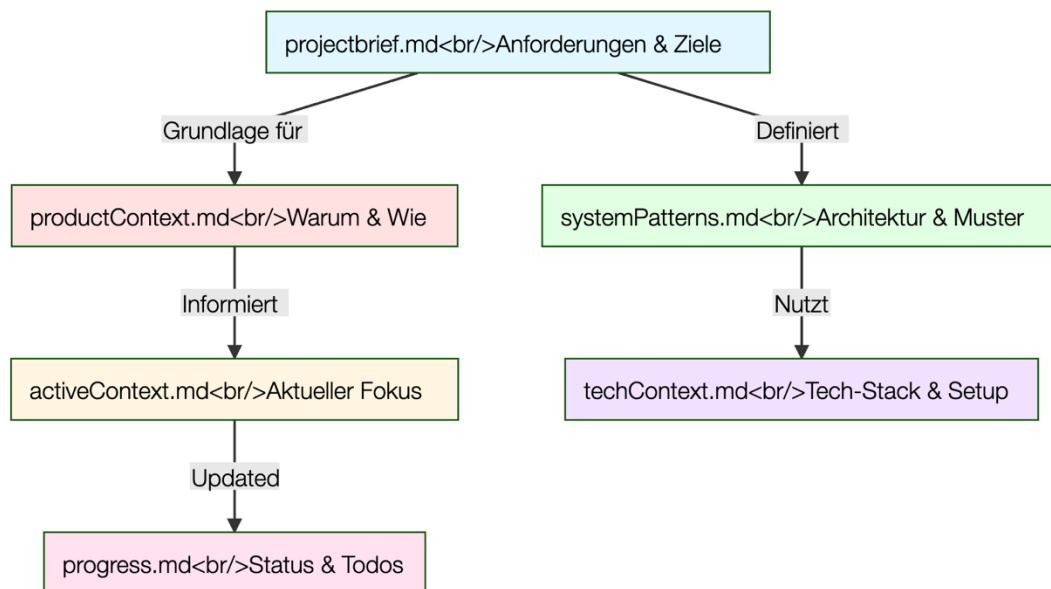 projectbrief.md<br/>Anforderungen & Ziele
Grundlage für
Definiert
productContext.md<br/>Warum & Wie
systemPatterns.md<br/>Architektur & Muster
Informiert
Nutzt
activeContext.md<br/>Aktueller Fokus
techContext.md<br/>Tech-Stack & Setup
Updated
progress.md<br/>Status & Todos